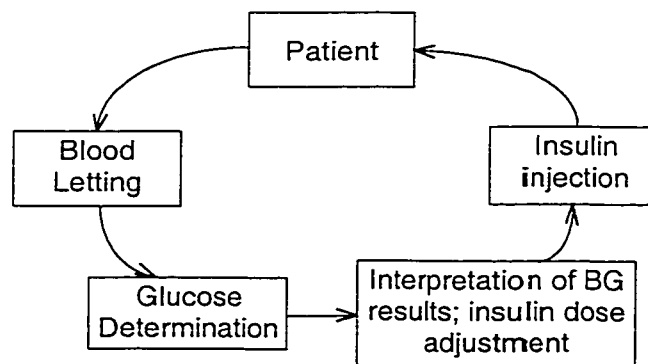 Patient
Blood
Letting
Glucose
Determination
Interpretation of BG
results; insulin dose
adjustment
Insulin
injection